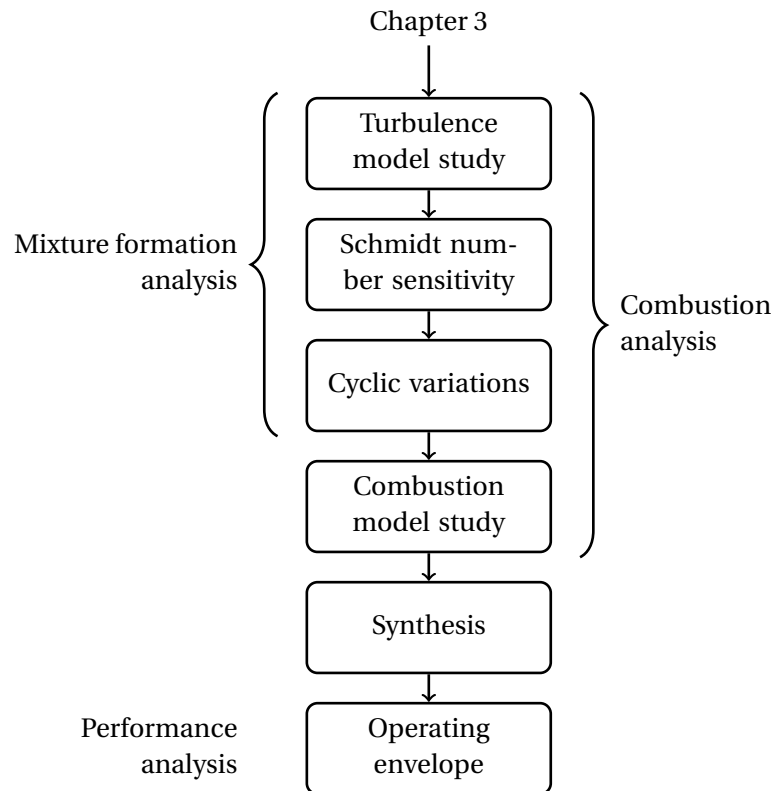 Chapter 3
Turbulence
model study
Mixture formation
analysis
Schmidt num-
ber sensitivity
Combustion
analysis
Cyclic variations
Combustion
model study
Synthesis
Performance
analysis
Operating
envelope